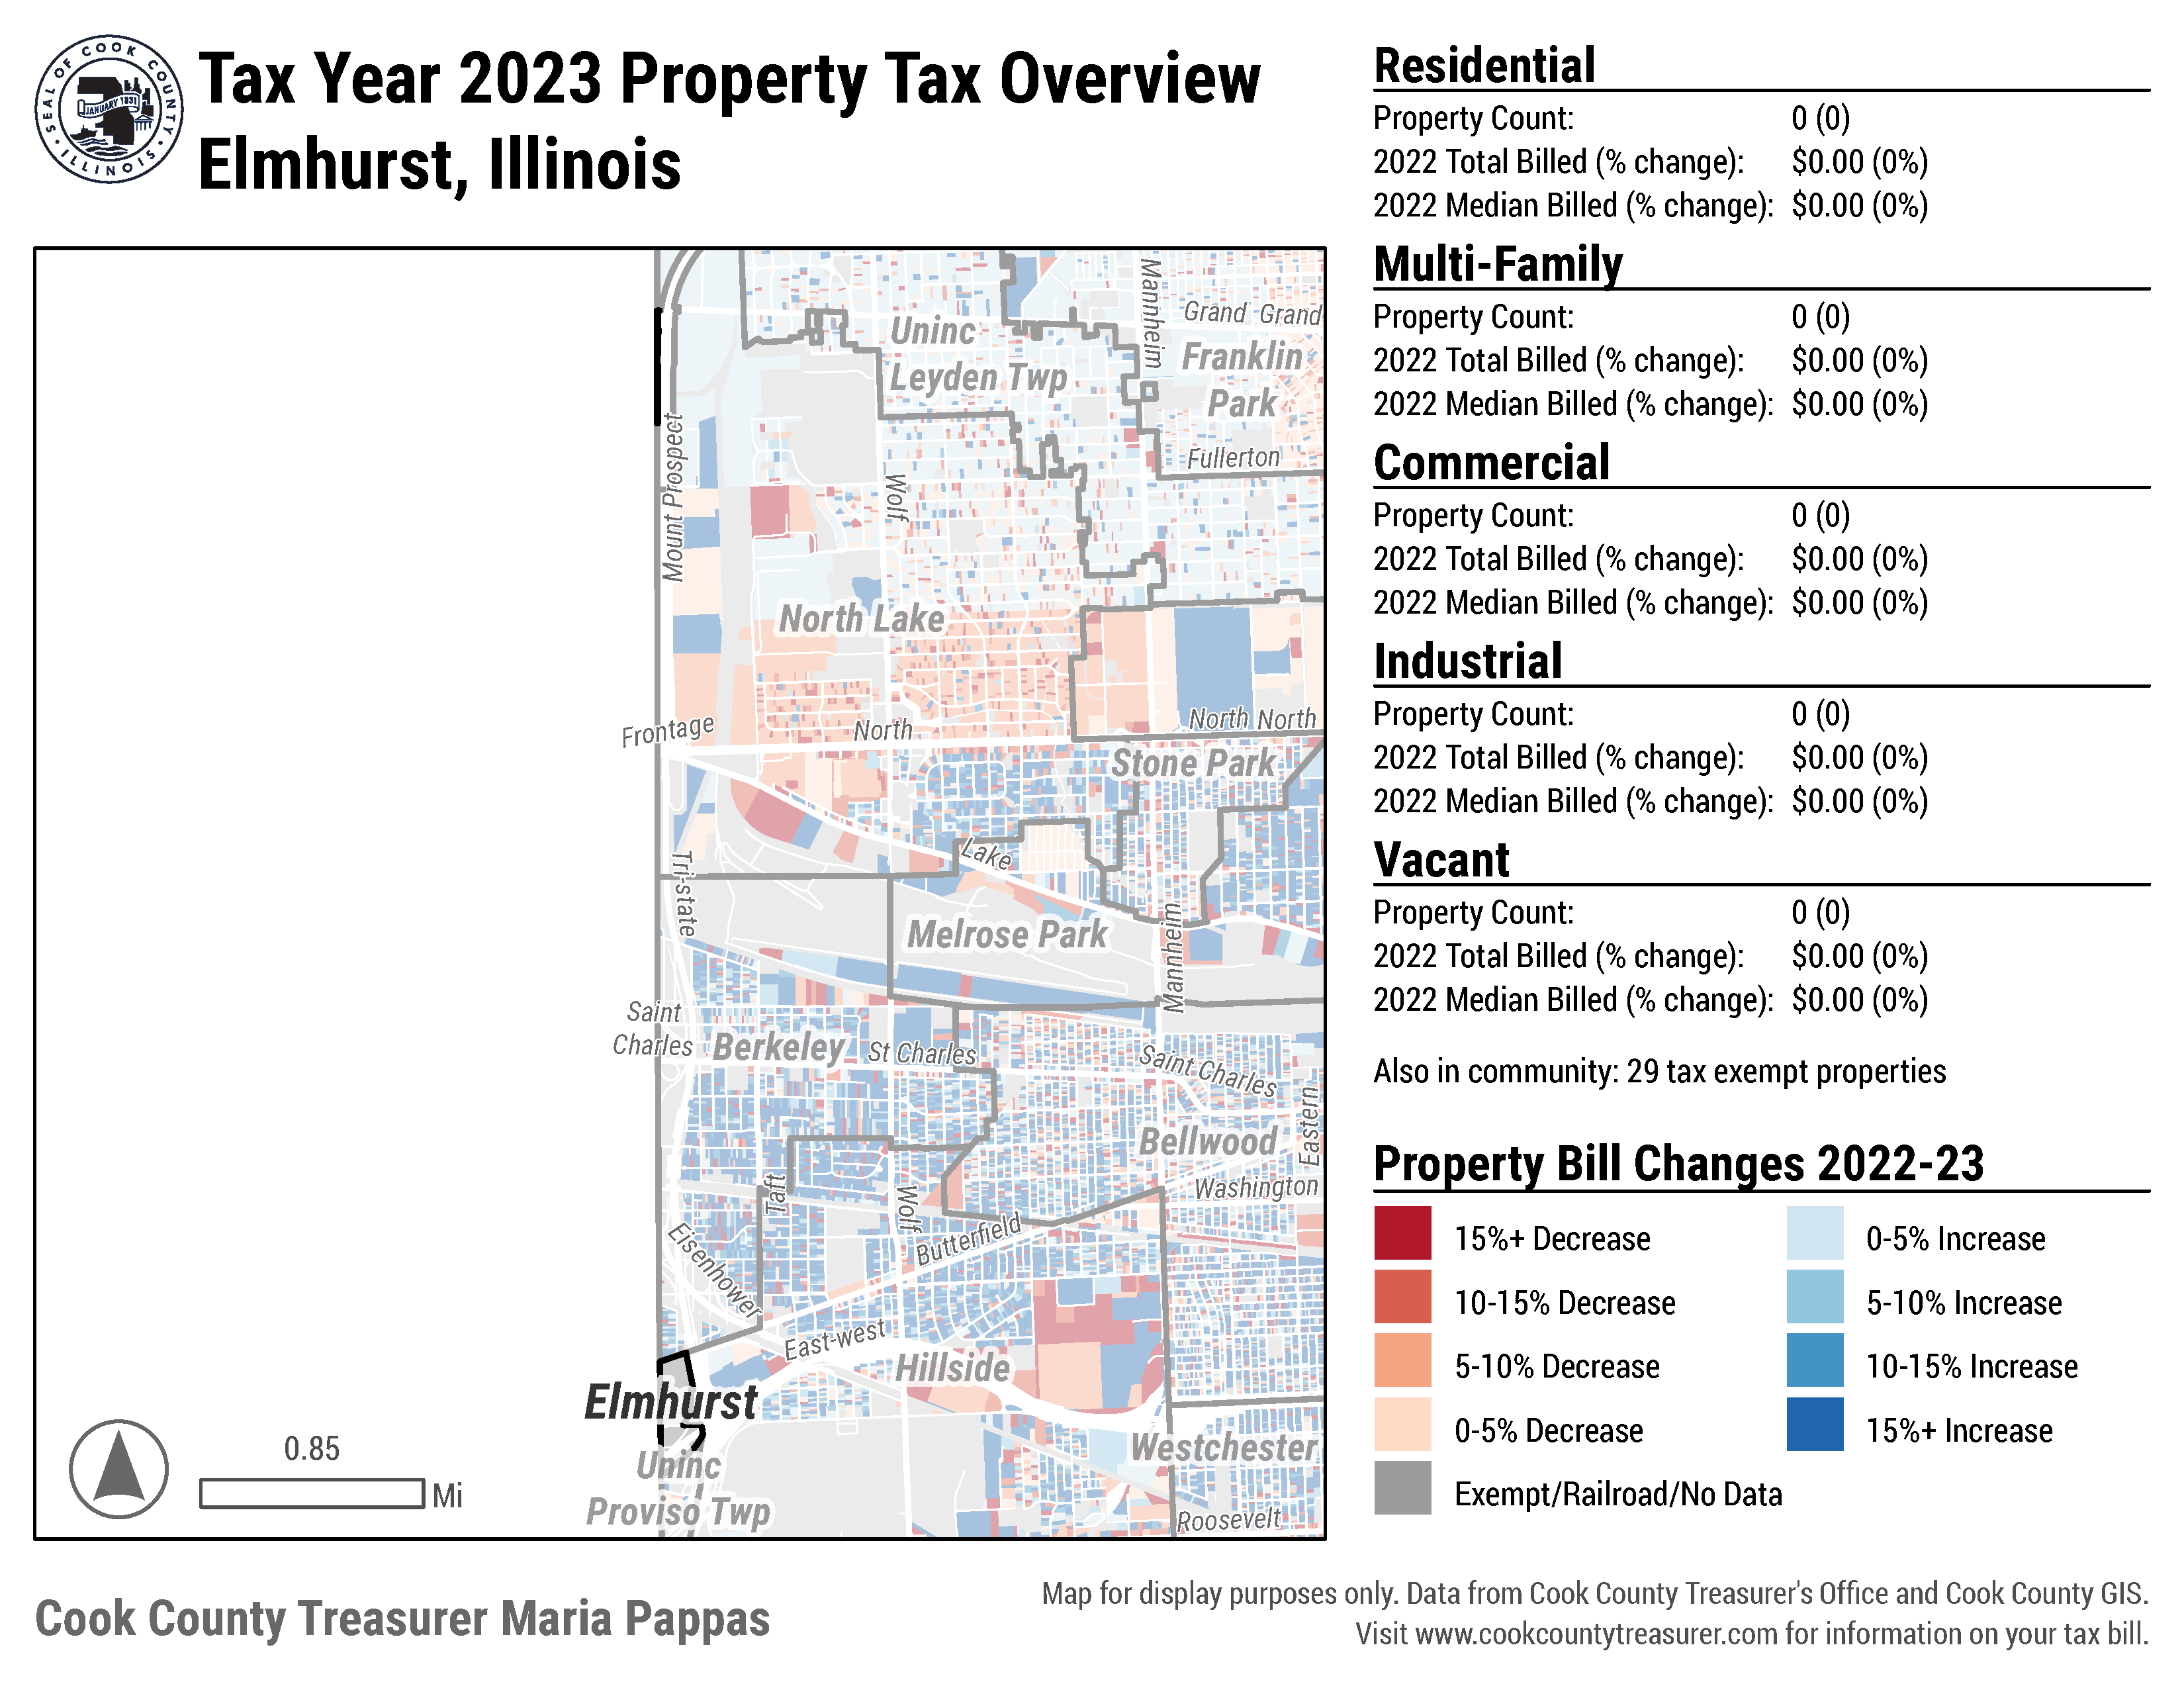 SEAL OF COOK COUNTY
JANUARY 1831
ILLINOIS
Tax Year 2023 Property Tax Overview
Elmhurst, Illinois
Mannheim
Grand Grand
Uninc
Leyden Twp
Franklin
Park
Mount Prospect
Fullerton
Wolf
North Lake
Frontage
North
North North
Stone Park
Lake
Tri-state
Melrose Park
Mannheim
Saint
Charles
Berkeley
St Charles
Saint Charles
Eastern
Bellwood
Taft
Wolf
Washington
Butterfield
Eisenhower
East-west
Hillside
Elmhurst
Westchester
Uninc
Proviso Twp
Roosevelt
0.85
Mi
Residential
Property Count: 0 (0)
2022 Total Billed (% change): $0.00 (0%)
2022 Median Billed (% change): $0.00 (0%)
Multi-Family
Property Count: 0 (0)
2022 Total Billed (% change): $0.00 (0%)
2022 Median Billed (% change): $0.00 (0%)
Commercial
Property Count: 0 (0)
2022 Total Billed (% change): $0.00 (0%)
2022 Median Billed (% change): $0.00 (0%)
Industrial
Property Count: 0 (0)
2022 Total Billed (% change): $0.00 (0%)
2022 Median Billed (% change): $0.00 (0%)
Vacant
Property Count: 0 (0)
2022 Total Billed (% change): $0.00 (0%)
2022 Median Billed (% change): $0.00 (0%)
Also in community: 29 tax exempt properties
Property Bill Changes 2022-23
15%+ Decrease
0-5% Increase
10-15% Decrease
5-10% Increase
5-10% Decrease
10-15% Increase
0-5% Decrease
15%+ Increase
Exempt/Railroad/No Data
Cook County Treasurer Maria Pappas
Map for display purposes only. Data from Cook County Treasurer's Office and Cook County GIS.
Visit www.cookcountytreasurer.com for information on your tax bill.